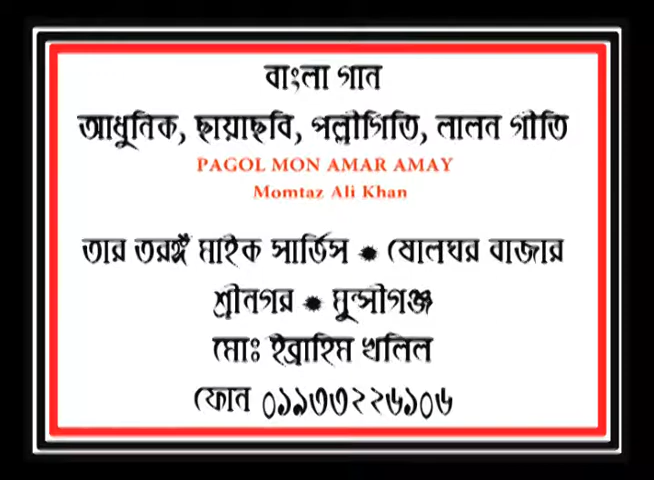 বাংলা গান
আধুনিক, ছায়াছবি, পল্লীগিতি, লালন গীতি
PAGOL MON AMAR AMAY
Momtaz Ali Khan
তার তরঙ্গঁ মাইক সার্ভিস ✹ ষোলঘর বাজার
শ্রীনগর ✹ মুন্সীগঞ্জ
মোঃ ইব্রাহিম খলিল
ফোন ০১৯৩৩২২৬১০৬